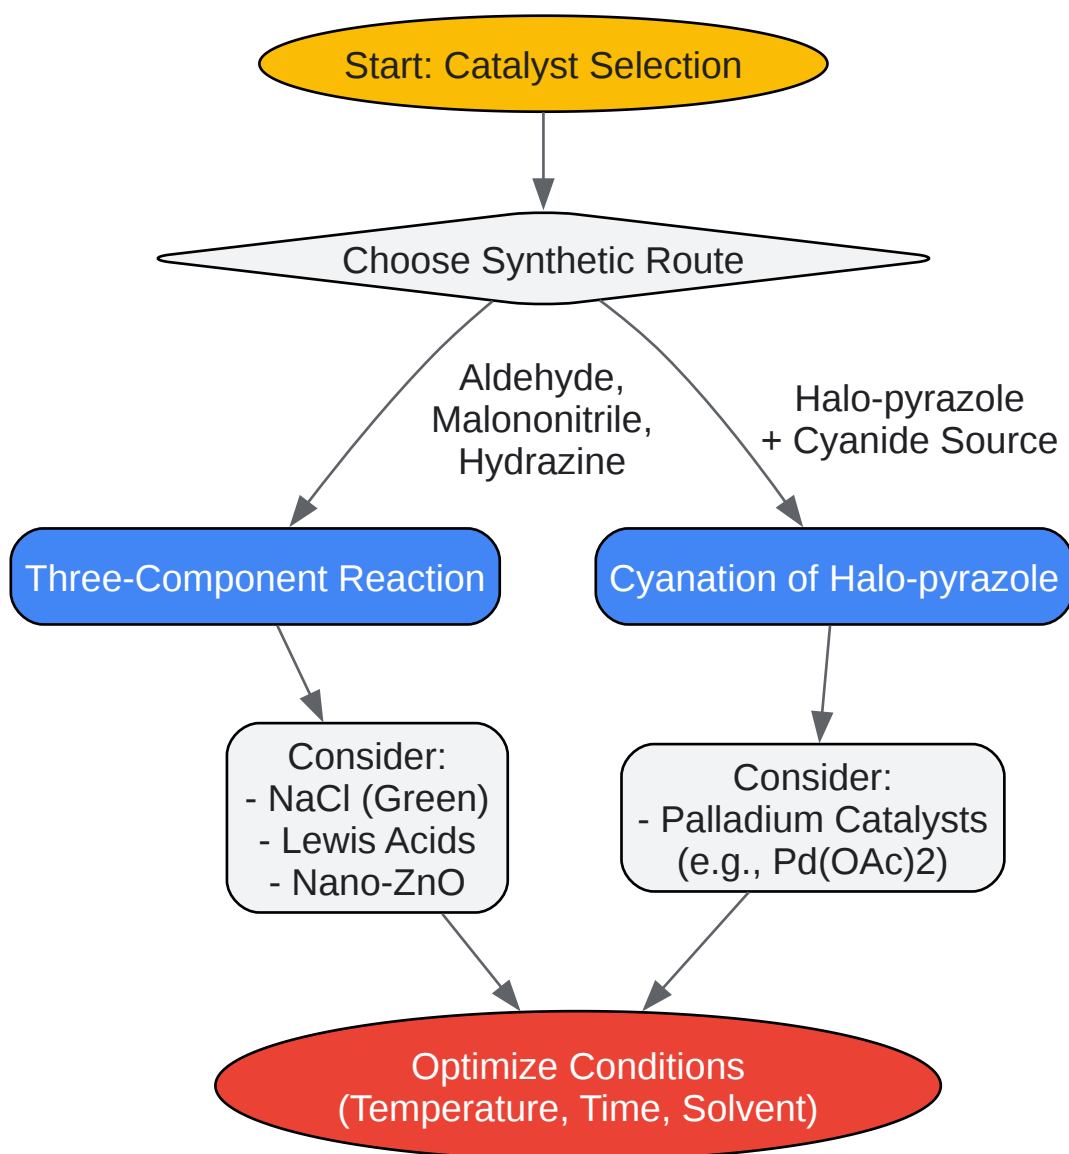 Start: Catalyst Selection
Choose Synthetic Route
Aldehyde,
Malononitrile,
Hydrazine
Halo-pyrazole
+ Cyanide Source
Three-Component Reaction
Cyanation of Halo-pyrazole
Consider:
- NaCl (Green)
- Lewis Acids
- Nano-ZnO
Consider:
- Palladium Catalysts
(e.g., Pd(OAc)2)
Optimize Conditions
(Temperature, Time, Solvent)